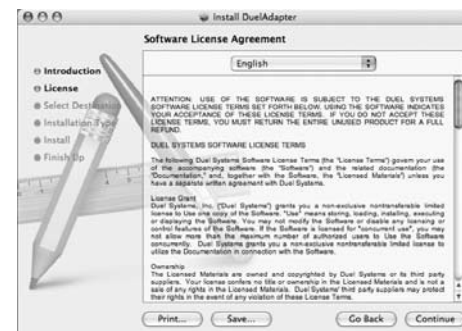 Install DuelAdapter
Software License Agreement
English
Introduction
License
Select Destination
Installation Type
Install
Finish Up
ATTENTION: USE OF THE SOFTWARE IS SUBJECT TO THE DUEL SYSTEMS
SOFTWARE LICENSE TERMS SET FORTH BELOW. USING THE SOFTWARE INDICATES
YOUR ACCEPTANCE OF THESE LICENSE TERMS. IF YOU DO NOT ACCEPT THESE
LICENSE TERMS, YOU MUST RETURN THE ENTIRE UNUSED PRODUCT FOR A FULL
REFUND.
DUEL SYSTEMS SOFTWARE LICENSE TERMS
The following Duel Systems Software License Terms (the "License Terms") govern your use
of the accompanying software (the "Software") and the related documentation (the
"Documentation," and, together with the Software, the "Licensed Materials") unless you
have a separate written agreement with Duel Systems.
License Grant
Duel Systems, Inc. ("Duel Systems") grants you a non-exclusive nontransferable limited
license to Use one copy of the Software. "Use" means storing, loading, installing, executing
or displaying the Software. You may not modify the Software or disable any licensing or
control features of the Software. If the Software is licensed for "concurrent use", you may
not allow more than the maximum number of authorized users to Use the Software
concurrently. Duel Systems grants you a non-exclusive nontransferable limited license to
utilize the Documentation in connection with the Software.
Ownership
The Licensed Materials are owned and copyrighted by Duel Systems or its third party
suppliers. Your license confers no title or ownership in the Licensed Materials and is not a
sale of any rights in the Licensed Materials. Duel Systems' third party suppliers may protect
their rights in the event of any violation of these License Terms.
Print...
Save...
Go Back
Continue